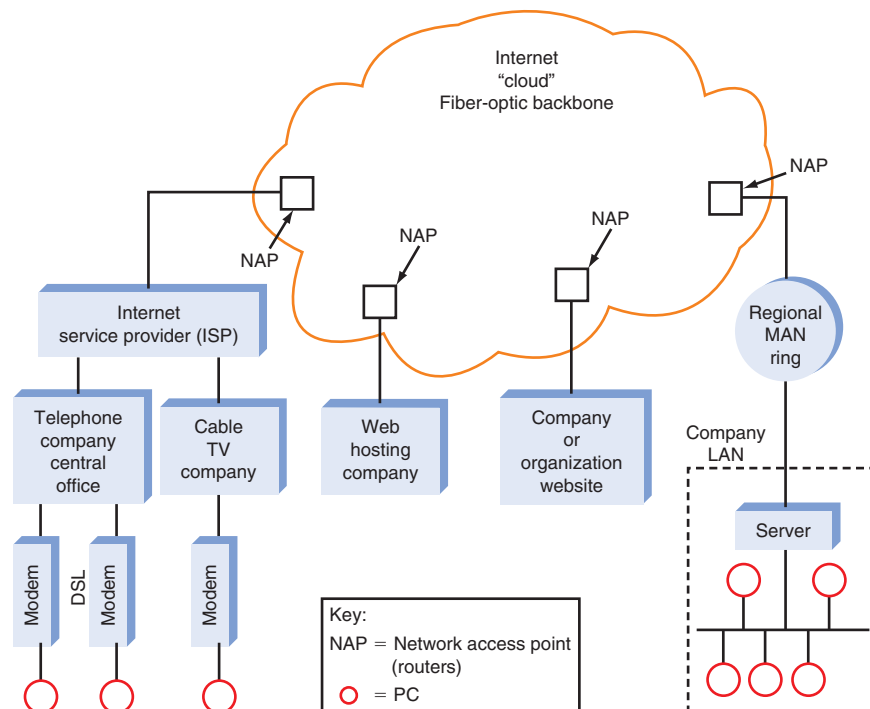 Internet
“cloud”
Fiber-optic backbone
NAP
NAP
NAP
NAP
Internet
service provider (ISP)
Regional
MAN
ring
Telephone
company
central
office
Cable
TV
company
Web
hosting
company
Company
or
organization
website
Company
LAN
Server
Modem
DSL
Modem
Modem
Key:
NAP = Network access point
(routers)
= PC